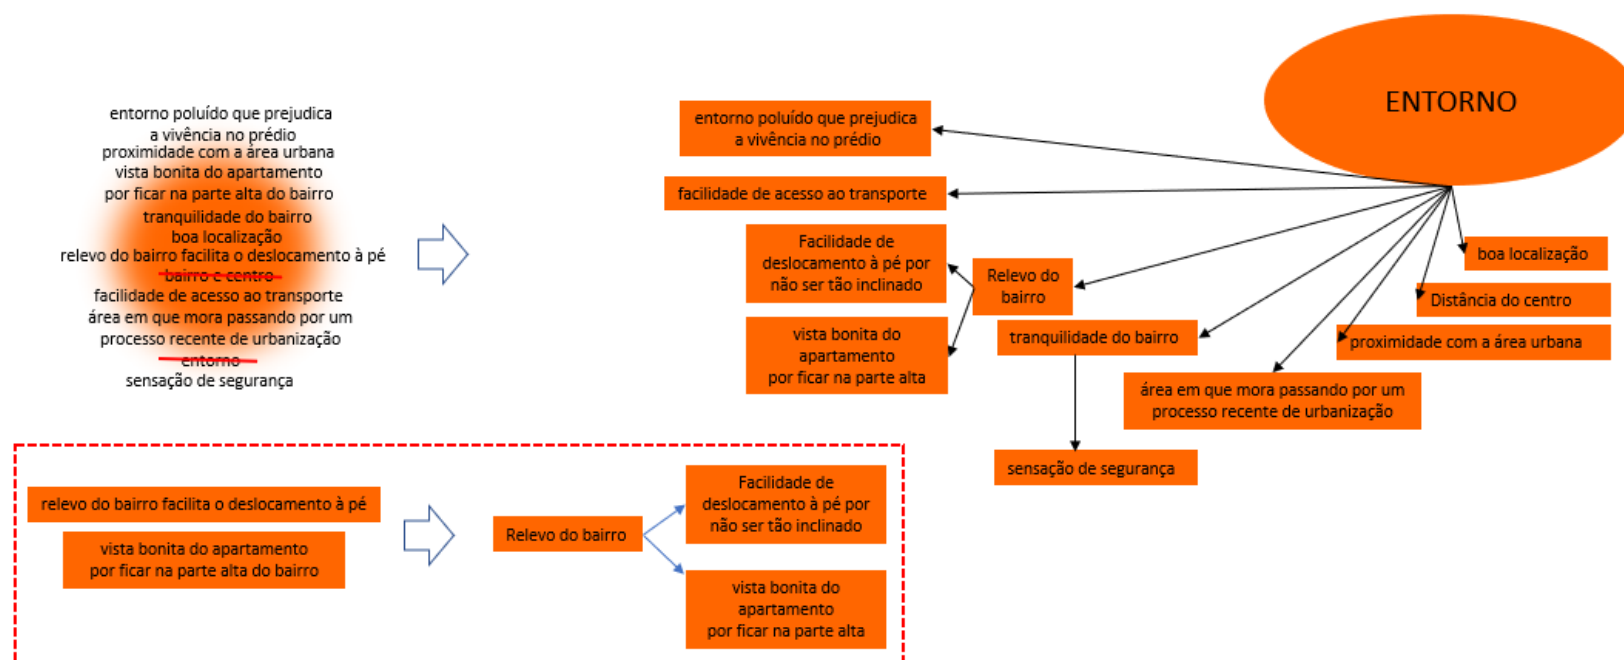 entorno poluído que prejudica
a vivência no prédio
proximidade com a área urbana
vista bonita do apartamento
por ficar na parte alta do bairro
tranquilidade do bairro
boa localização
relevo do bairro facilita o deslocamento à pé
bairro e centro
facilidade de acesso ao transporte
área em que mora passando por um
processo recente de urbanização
entorno
sensação de segurança
ENTORNO
entorno poluído que prejudica
a vivência no prédio
facilidade de acesso ao transporte
Facilidade de
deslocamento à pé por
não ser tão inclinado
Relevo do
bairro
vista bonita do
apartamento
por ficar na parte alta
tranquilidade do bairro
sensação de segurança
boa localização
Distância do centro
proximidade com a área urbana
área em que mora passando por um
processo recente de urbanização
relevo do bairro facilita o deslocamento à pé
vista bonita do apartamento
por ficar na parte alta do bairro
Relevo do bairro
Facilidade de
deslocamento à pé por
não ser tão inclinado
vista bonita do
apartamento
por ficar na parte alta